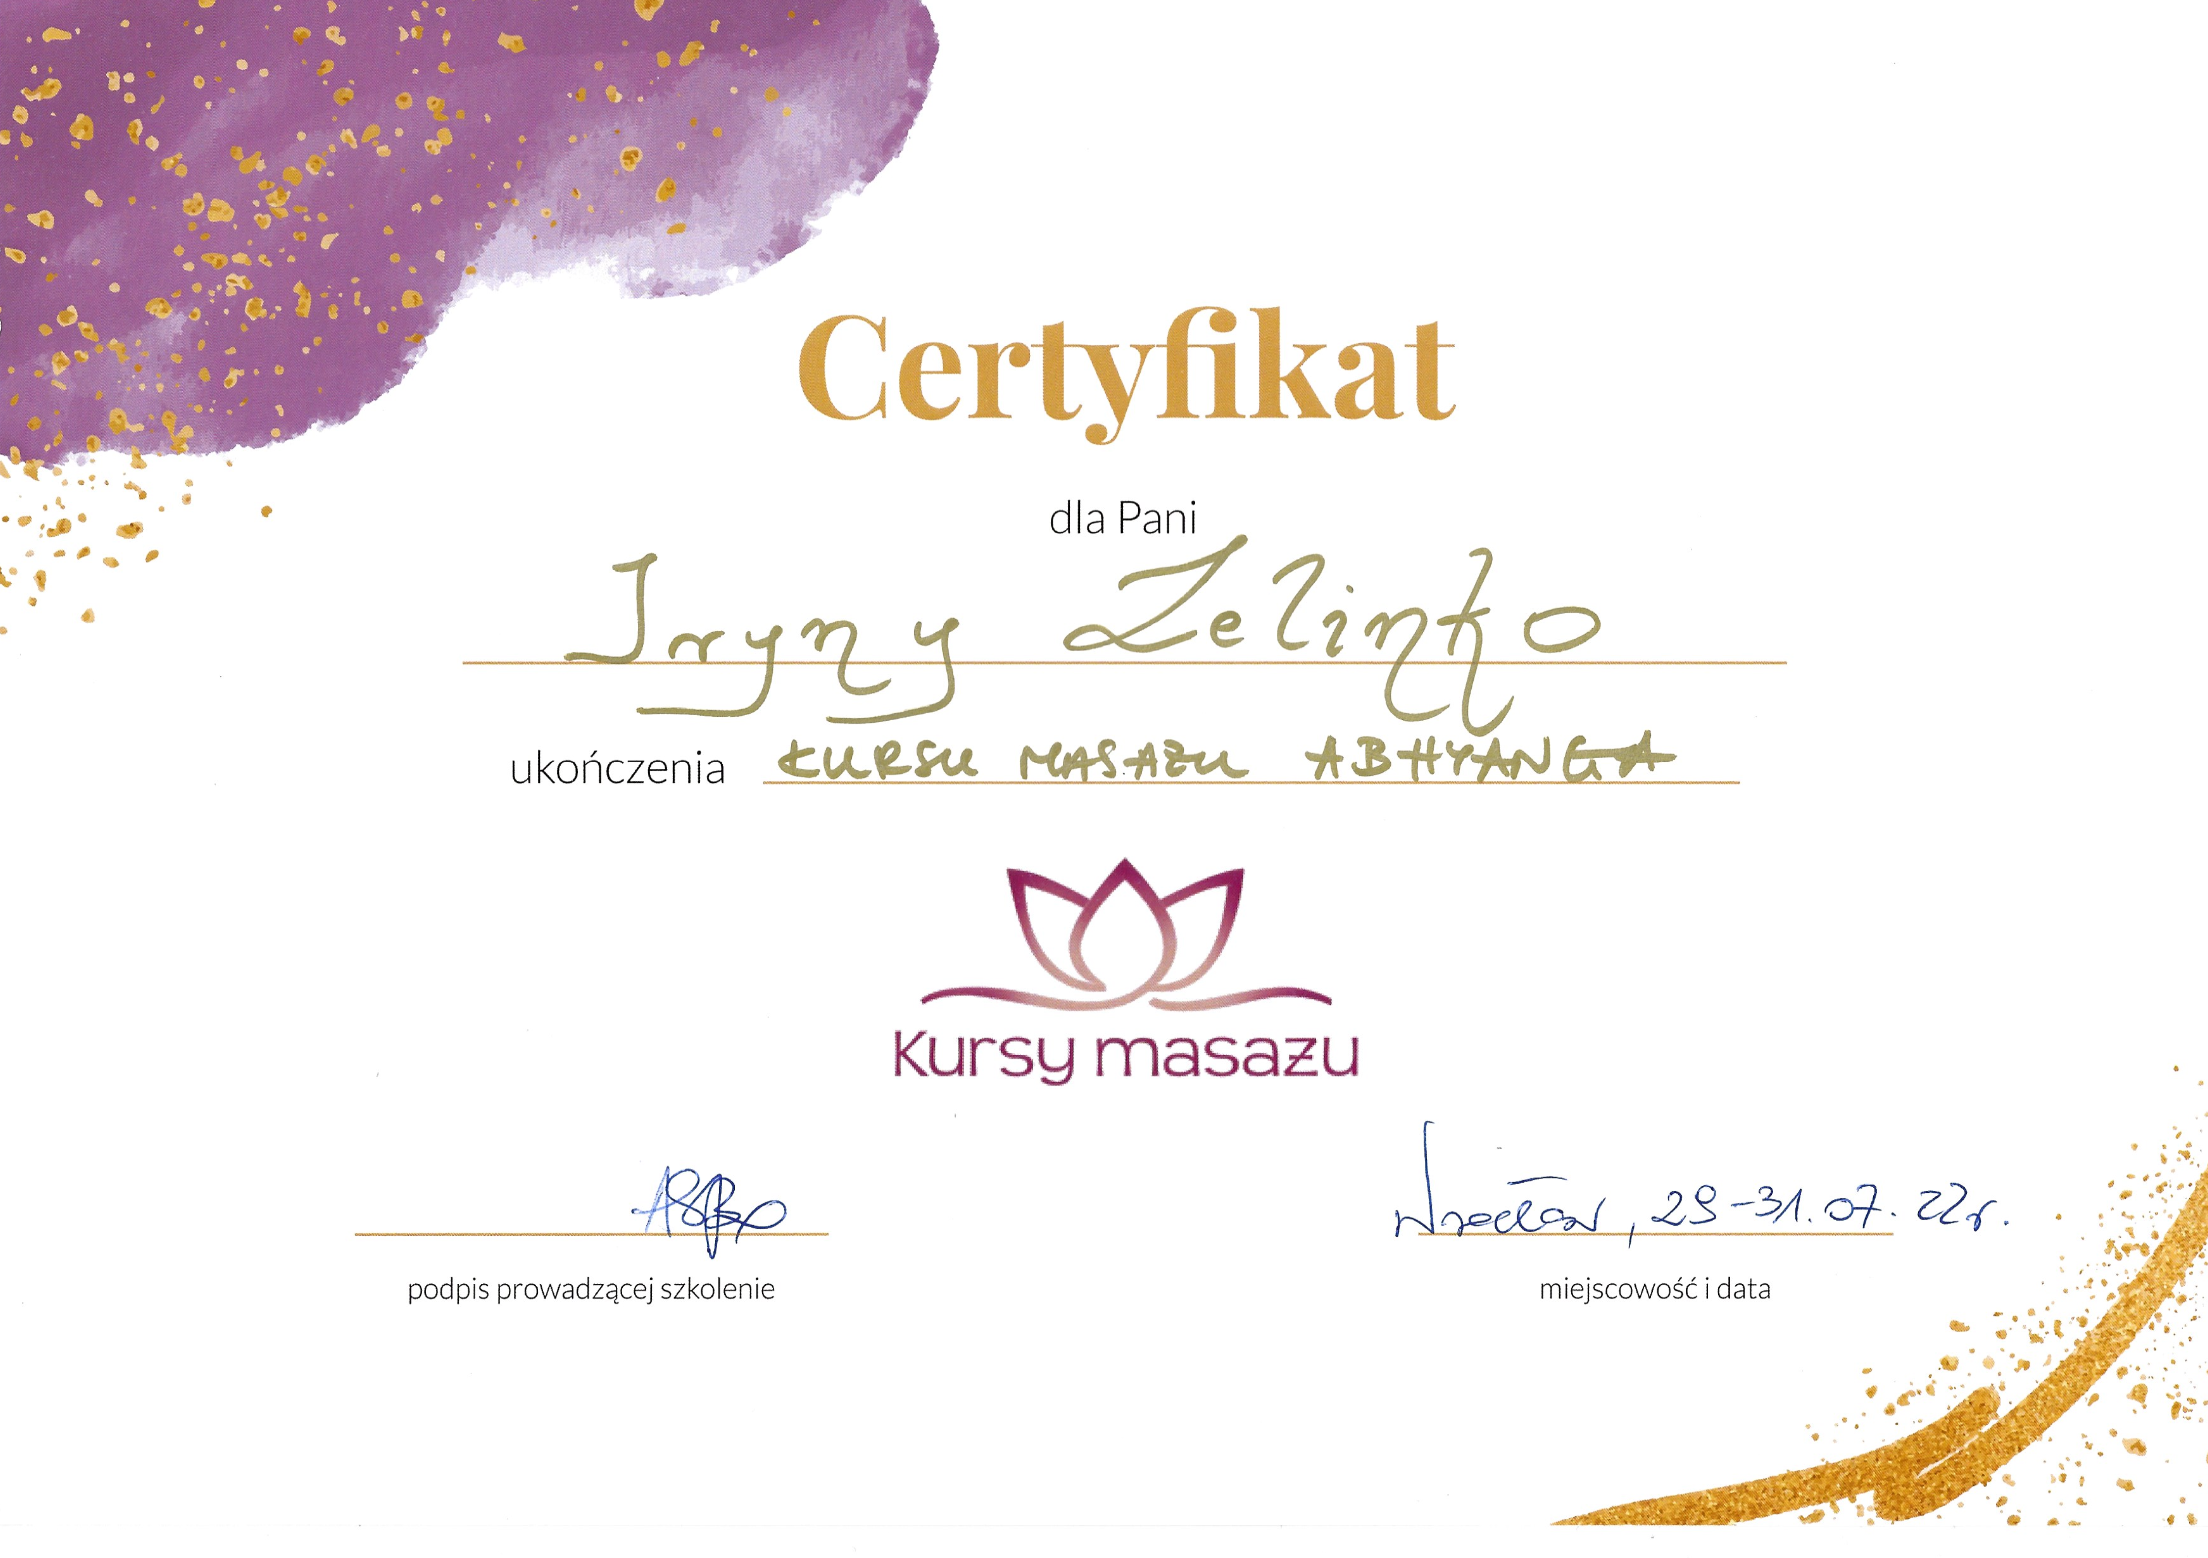 Certyfikat
dla Pani
Iryny Zelinko
ukończenia KURSU MASAŻU ABHYANGA
Kursy masażu
Wrocław, 29-31.07.22r.
podpis prowadzącej szkolenie
miejscowość i data